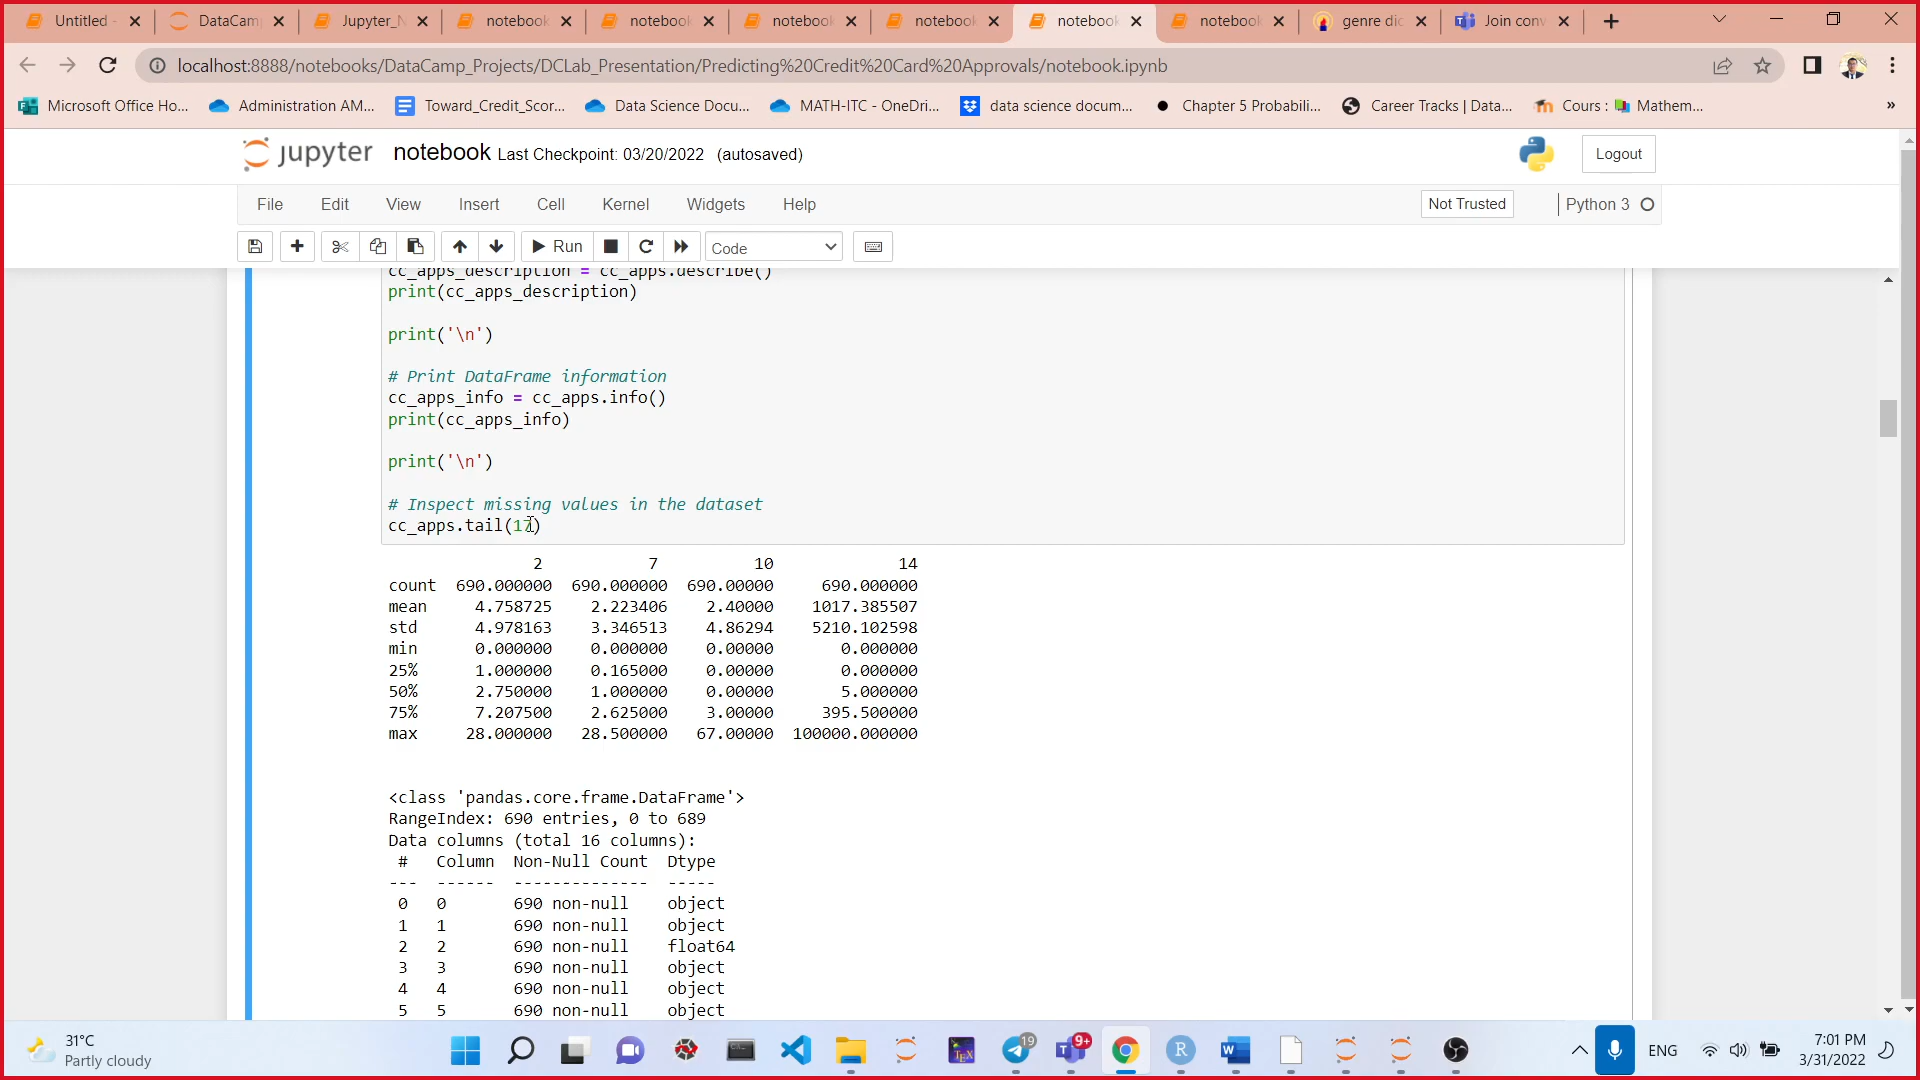 Untitled -
DataCam
Jupyter_N
notebook
notebook
notebook
notebook
notebook
notebook
genre dic
Join conv
localhost:8888/notebooks/DataCamp_Projects/DCLab_Presentation/Predicting%20Credit%20Card%20Approvals/notebook.ipynb
Microsoft Office Ho...
Administration AM...
Toward_Credit_Scor...
Data Science Docu...
MATH-ITC - OneDri...
data science docum...
Chapter 5 Probabili...
Career Tracks | Data...
Cours : Mathem...
»
jupyter notebook Last Checkpoint: 03/20/2022 (autosaved)
Logout
File Edit View Insert Cell Kernel Widgets Help
Not Trusted
Python 3
Run
Code
cc_apps_description = cc_apps.describe()
print(cc_apps_description)
print('\n')
# Print DataFrame information
cc_apps_info = cc_apps.info()
print(cc_apps_info)
print('\n')
# Inspect missing values in the dataset
cc_apps.tail(17)
2 7 10 14
count 690.000000 690.000000 690.00000 690.000000
mean 4.758725 2.223406 2.40000 1017.385507
std 4.978163 3.346513 4.86294 5210.102598
min 0.000000 0.000000 0.00000 0.000000
25% 1.000000 0.165000 0.00000 0.000000
50% 2.750000 1.000000 0.00000 5.000000
75% 7.207500 2.625000 3.00000 395.500000
max 28.000000 28.500000 67.00000 100000.000000
<class 'pandas.core.frame.DataFrame'>
RangeIndex: 690 entries, 0 to 689
Data columns (total 16 columns):
# Column Non-Null Count Dtype
--- ------ -------------- -----
0 0 690 non-null object
1 1 690 non-null object
2 2 690 non-null float64
3 3 690 non-null object
4 4 690 non-null object
5 5 690 non-null object
31°C
Partly cloudy
TEX
19
9+
R
ENG
7:01 PM
3/31/2022